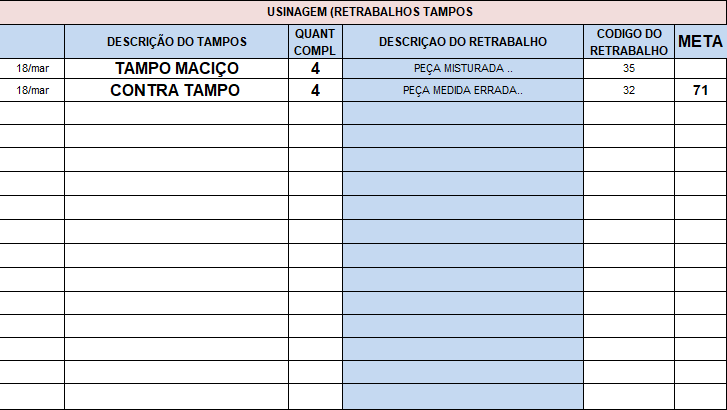 USINAGEM (RETRABALHOS TAMPOS
DESCRIÇÃO DO TAMPOS QUANT COMPL DESCRIÇAO DO RETRABALHO CODIGO DO RETRABALHO META
18/mar TAMPO MACIÇO 4 PEÇA MISTURADA .. 35
18/mar CONTRA TAMPO 4 PEÇA MEDIDA ERRADA.. 32 71